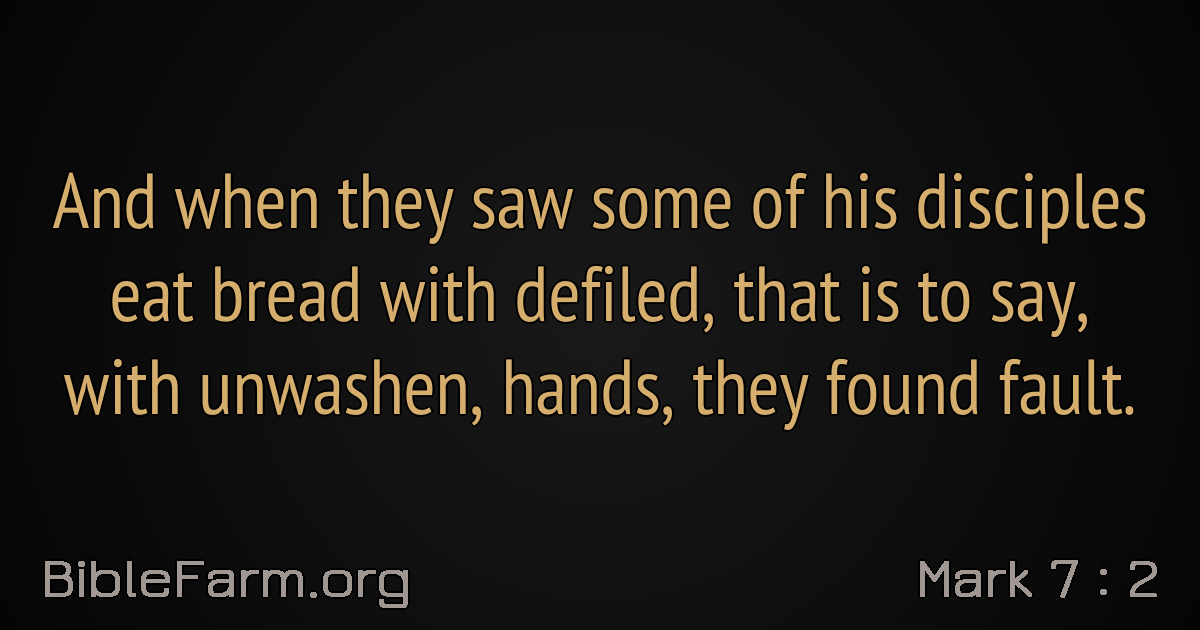 And when they saw some of his disciples
eat bread with defiled, that is to say,
with unwashen, hands, they found fault.
BibleFarm.org
Mark 7 : 2